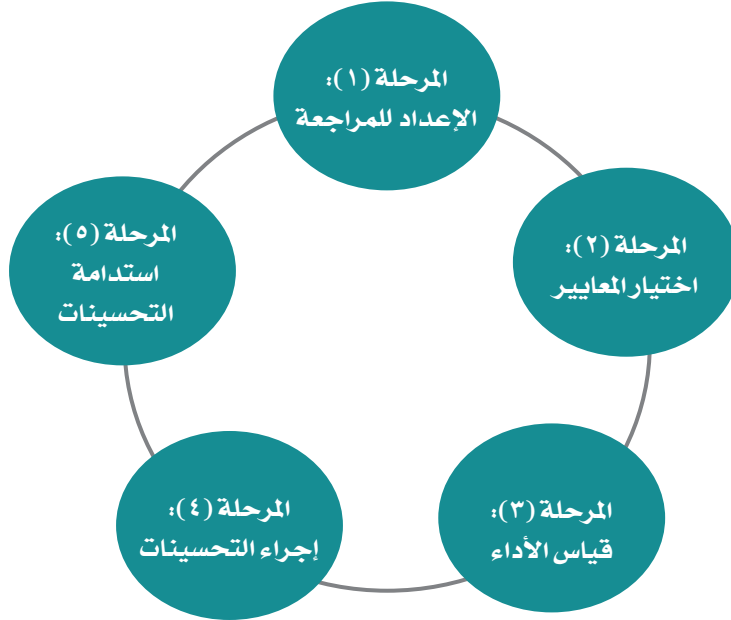 المرحلة (١):
الإعداد للمراجعة
المرحلة (٢):
اختيار المعايير
المرحلة (٣):
قياس الأداء
المرحلة (٤):
إجراء التحسينات
المرحلة (٥):
استدامة
التحسينات